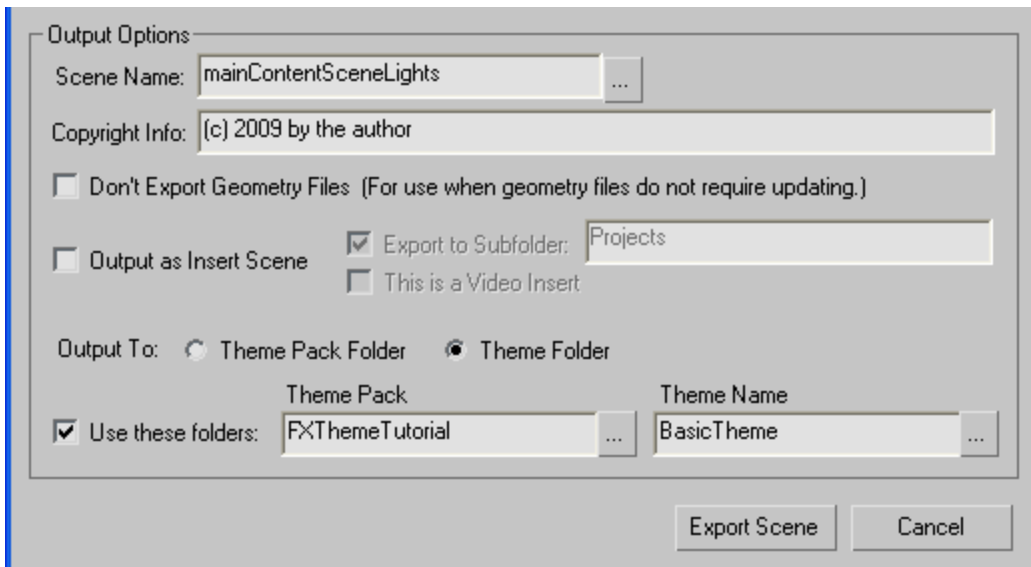 Output Options
Scene Name: mainContentSceneLights ...
Copyright Info: (c) 2009 by the author
Don't Export Geometry Files (For use when geometry files do not require updating.)
Output as Insert Scene
Export to Subfolder: Projects
This is a Video Insert
Output To: Theme Pack Folder Theme Folder
Theme Pack Theme Name
Use these folders: FXThemeTutorial ... BasicTheme ...
Export Scene Cancel